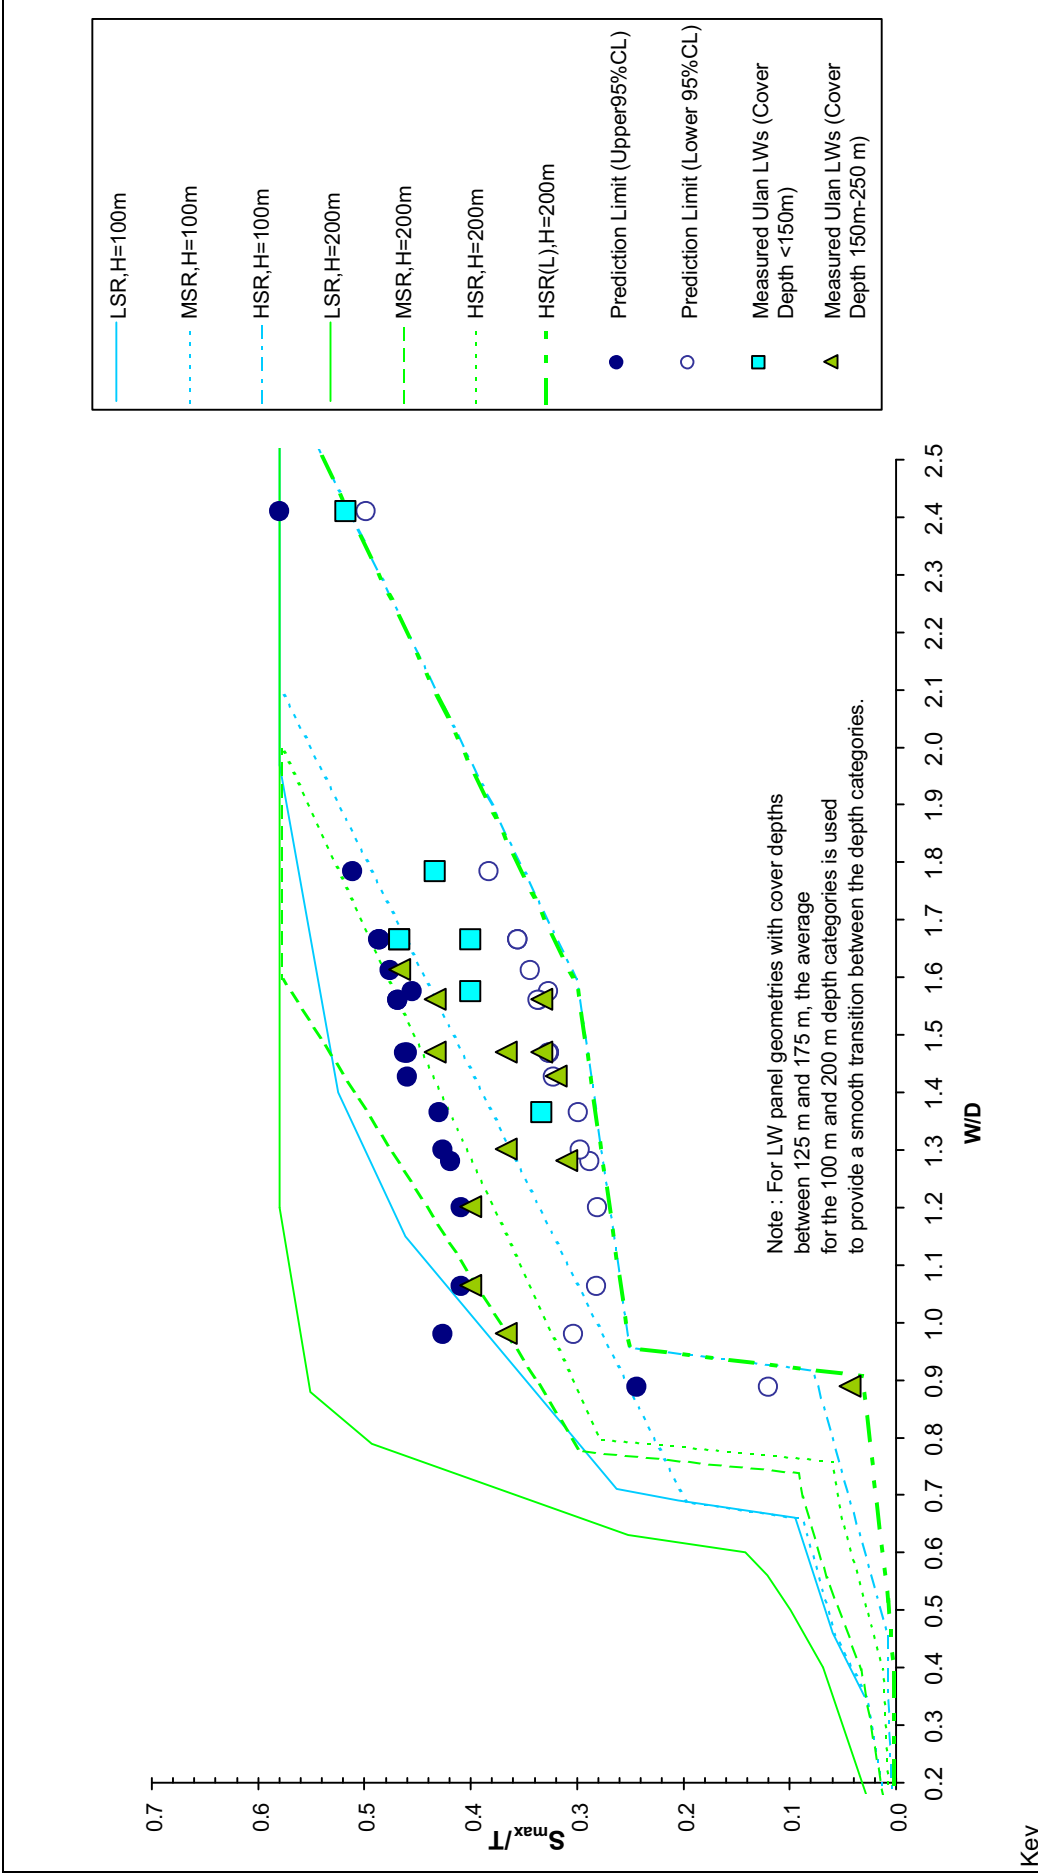 LSR,H=100m
MSR,H=100m
HSR,H=100m
LSR,H=200m
MSR,H=200m
HSR,H=200m
HSR(L),H=200m
Prediction Limit (Upper95%CL)
Prediction Limit (Lower 95%CL)
Measured Ulan LWs (Cover
Depth <150m)
Measured Ulan LWs (Cover
Depth 150m-250 m)
0.7
0.6
0.5
0.4
0.3
0.2
0.1
0.0
Smax/T
0.2 0.3 0.4 0.5 0.6 0.7 0.8 0.9 1.0 1.1 1.2 1.3 1.4 1.5 1.6 1.7 1.8 1.9 2.0 2.1 2.2 2.3 2.4 2.5
W/D
Note : For LW panel geometries with cover depths
between 125 m and 175 m, the average
for the 100 m and 200 m depth categories is used
to provide a smooth transition between the depth categories.
Key